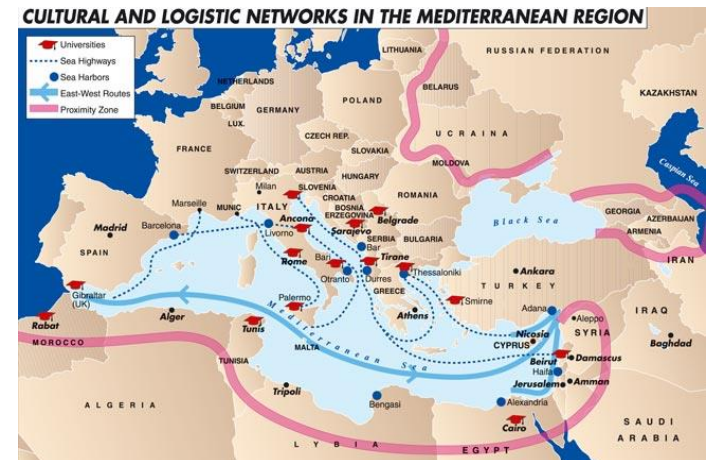 CULTURAL AND LOGISTIC NETWORKS IN THE MEDITERRANEAN REGION
Universities
Sea Highways
Sea Harbors
East-West Routes
Proximity Zone
LITHUANIA
RUSSIAN FEDERATION
BELARUS
NETHERLANDS
KAZAKHSTAN
BELGIUM
GERMANY
POLAND
LUX.
UCRAINA
CZECH REP.
FRANCE
SLOVAKIA
MOLDOVA
Caspian Sea
SWITZERLAND
AUSTRIA
HUNGARY
Milan
SLOVENIA
ROMANIA
CROATIA
Marseille
MUNIC
ITALY
BOSNIA
ERZEGOVINA
Belgrade
GEORGIA
Ancona
Black Sea
AZERBAIJAN
Barcelona
Livorno
Sarajevo
ARMENIA
Madrid
SERBIA
BULGARIA
Bar
SPAIN
Rome
Bari
Tirane
IRAN
Otranto
Durres
Thessaloniki
Ankara
GREECE
TURKEY
Gibraltar
(UK)
Palermo
Smirne
Adana
IRAQ
Alger
Athens
Aleppo
Rabat
Tunis
Mediterranean Sea
Nicosia
SYRIA
MOROCCO
MALTA
CYPRUS
Baghdad
TUNISIA
Beirut
Damascus
Haifa
Tripoli
Jerusalem
Amman
ALGERIA
Bengasi
Alexandria
Cairo
SAUDI
ARABIA
LYBIA
EGYPT